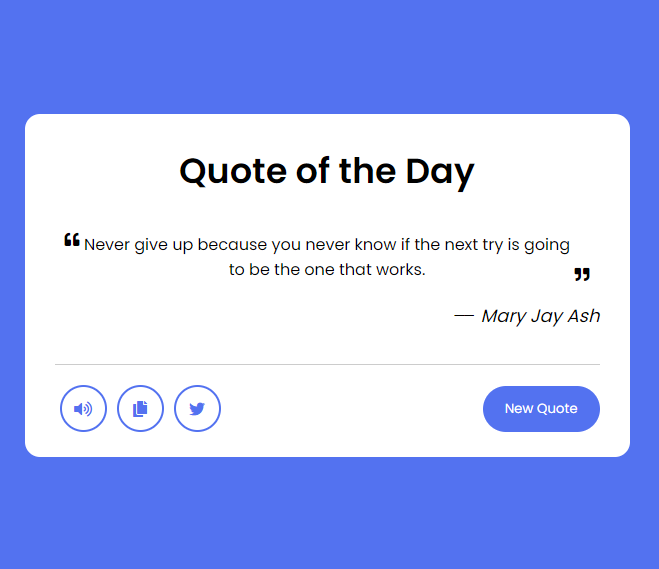 Quote of the Day
“ Never give up because you never know if the next try is going
to be the one that works. ”
— Mary Jay Ash
New Quote